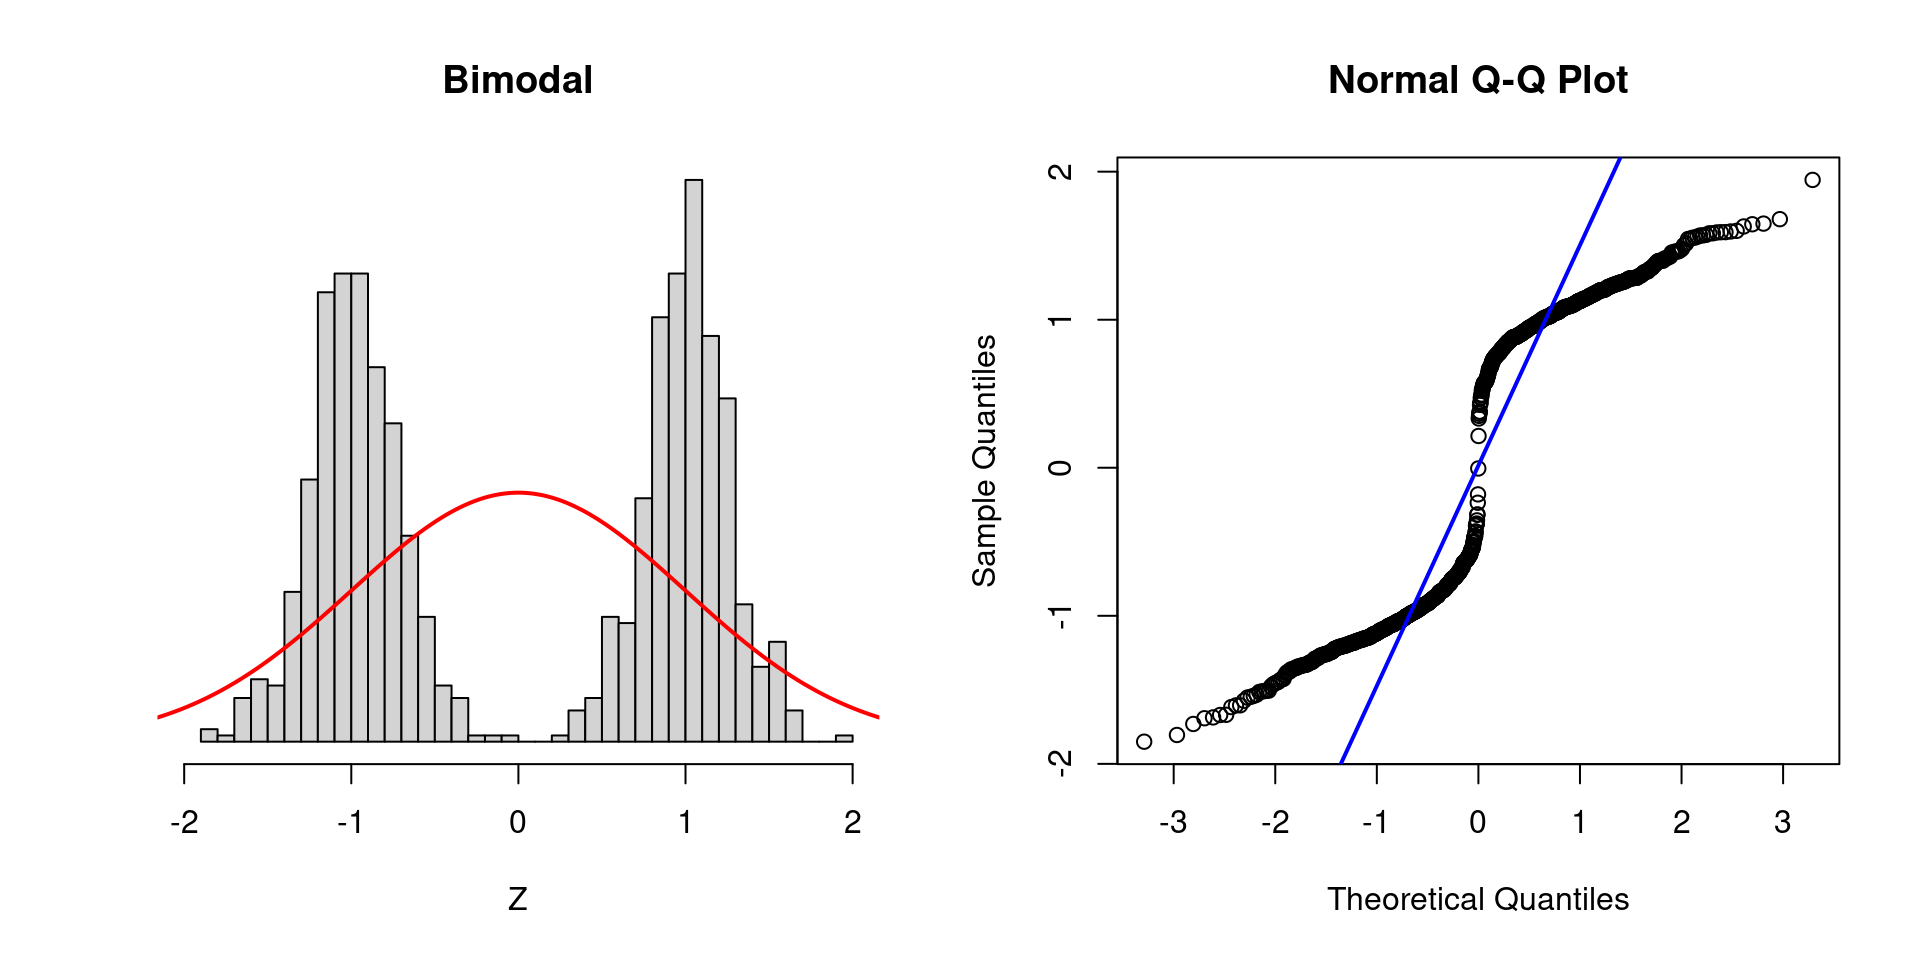 Bimodal
-2 -1 0 1 2
Z
Normal Q-Q Plot
Sample Quantiles
2
1
0
-1
-2
-3 -2 -1 0 1 2 3
Theoretical Quantiles